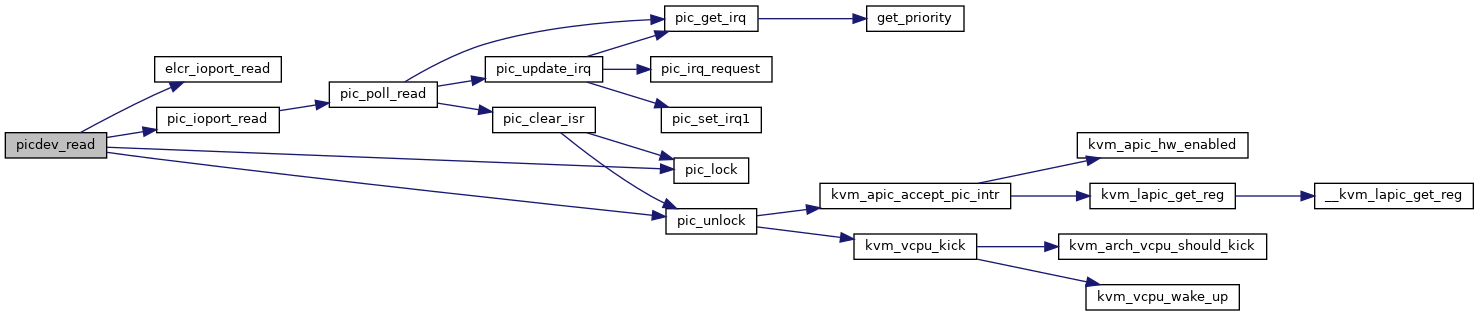 picdev_read
elcr_ioport_read
pic_ioport_read
pic_poll_read
pic_get_irq
get_priority
pic_update_irq
pic_irq_request
pic_set_irq1
pic_clear_isr
pic_lock
pic_unlock
kvm_apic_accept_pic_intr
kvm_apic_hw_enabled
kvm_lapic_get_reg
__kvm_lapic_get_reg
kvm_vcpu_kick
kvm_arch_vcpu_should_kick
kvm_vcpu_wake_up